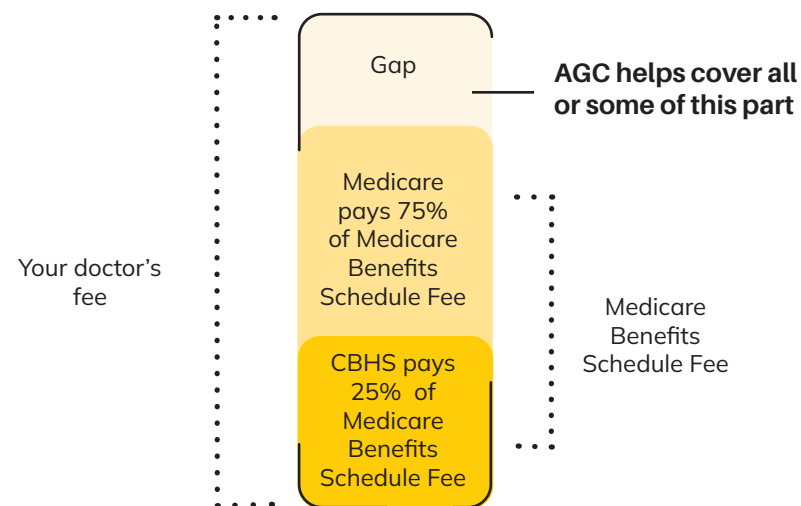 Gap
AGC helps cover all
or some of this part
Medicare
pays 75%
of Medicare
Benefits
Schedule Fee
Your doctor's
fee
Medicare
Benefits
Schedule Fee
CBHS pays
25% of
Medicare
Benefits
Schedule Fee